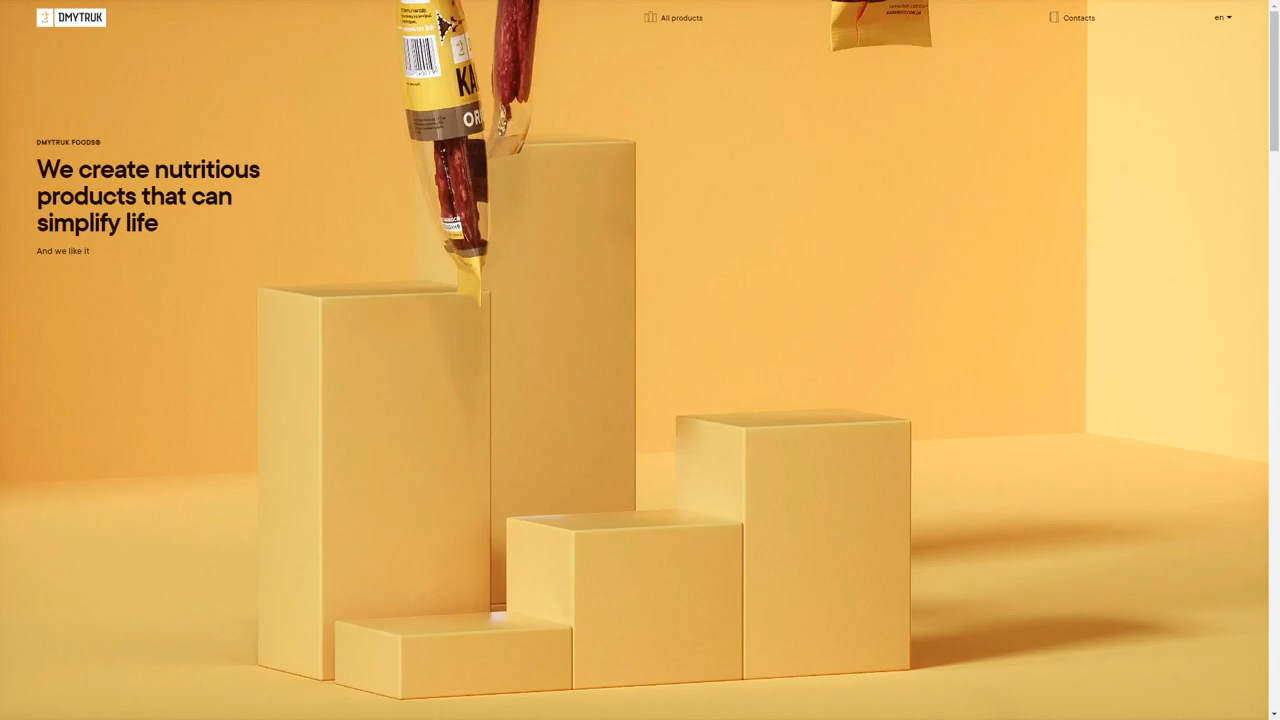 DMYTRUK
All products
Contacts
en
DMYTRUK FOODS®
We create nutritious
products that can
simplify life
And we like it